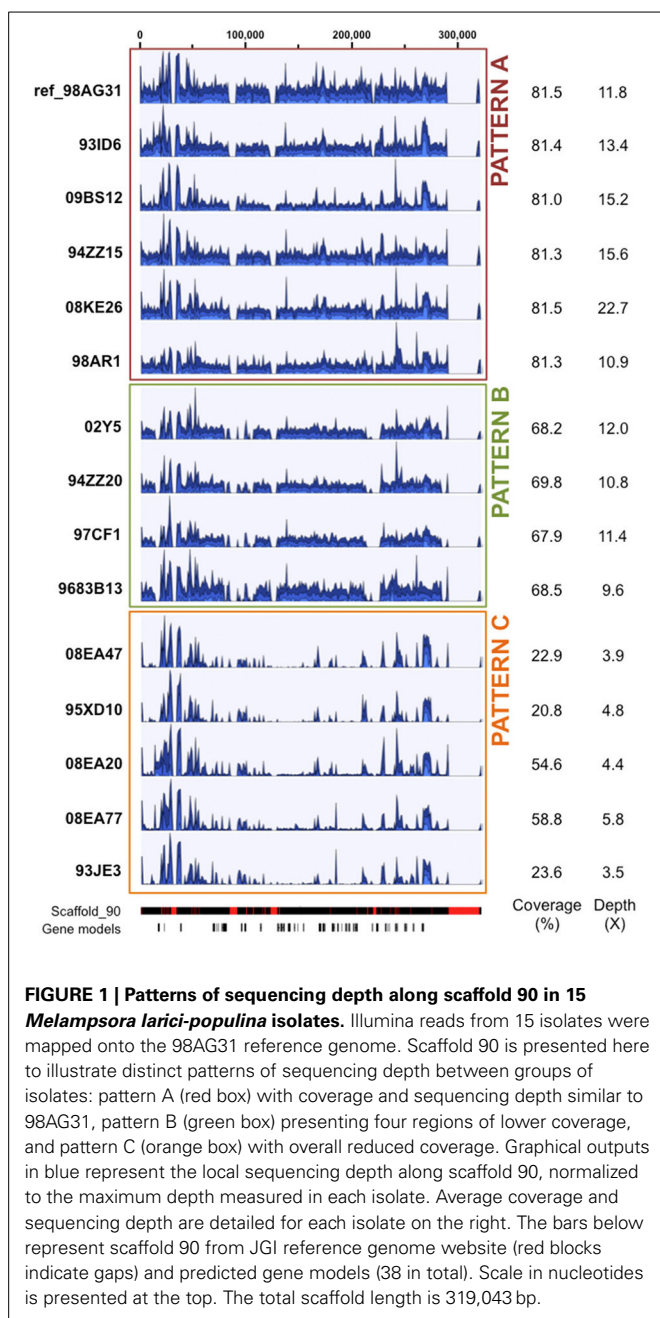 0 100,000 200,000 300,000
PATTERN A
ref_98AG31 81.5 11.8
93ID6 81.4 13.4
09BS12 81.0 15.2
94ZZ15 81.3 15.6
08KE26 81.5 22.7
98AR1 81.3 10.9
PATTERN B
02Y5 68.2 12.0
94ZZ20 69.8 10.8
97CF1 67.9 11.4
9683B13 68.5 9.6
PATTERN C
08EA47 22.9 3.9
95XD10 20.8 4.8
08EA20 54.6 4.4
08EA77 58.8 5.8
93JE3 23.6 3.5
Scaffold_90 Coverage Depth
Gene models (%) (X)
FIGURE 1 | Patterns of sequencing depth along scaffold 90 in 15
Melampsora larici-populina isolates. Illumina reads from 15 isolates were
mapped onto the 98AG31 reference genome. Scaffold 90 is presented here
to illustrate distinct patterns of sequencing depth between groups of
isolates: pattern A (red box) with coverage and sequencing depth similar to
98AG31, pattern B (green box) presenting four regions of lower coverage,
and pattern C (orange box) with overall reduced coverage. Graphical outputs
in blue represent the local sequencing depth along scaffold 90, normalized
to the maximum depth measured in each isolate. Average coverage and
sequencing depth are detailed for each isolate on the right. The bars below
represent scaffold 90 from JGI reference genome website (red blocks
indicate gaps) and predicted gene models (38 in total). Scale in nucleotides
is presented at the top. The total scaffold length is 319,043 bp.